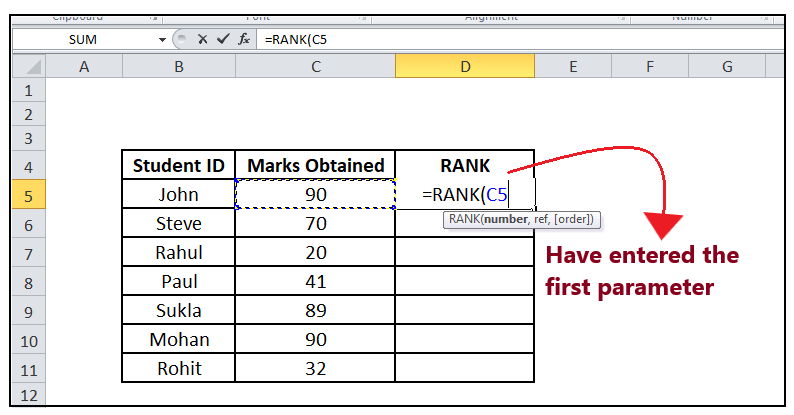 Clipboard Font Alignment Number
SUM =RANK(C5
A B C D E F G
1
2
3
4 Student ID Marks Obtained RANK
5 John 90 =RANK(C5
RANK(number, ref, [order])
6 Steve 70
7 Rahul 20
8 Paul 41
9 Sukla 89
10 Mohan 90
11 Rohit 32
12
Have entered the
first parameter